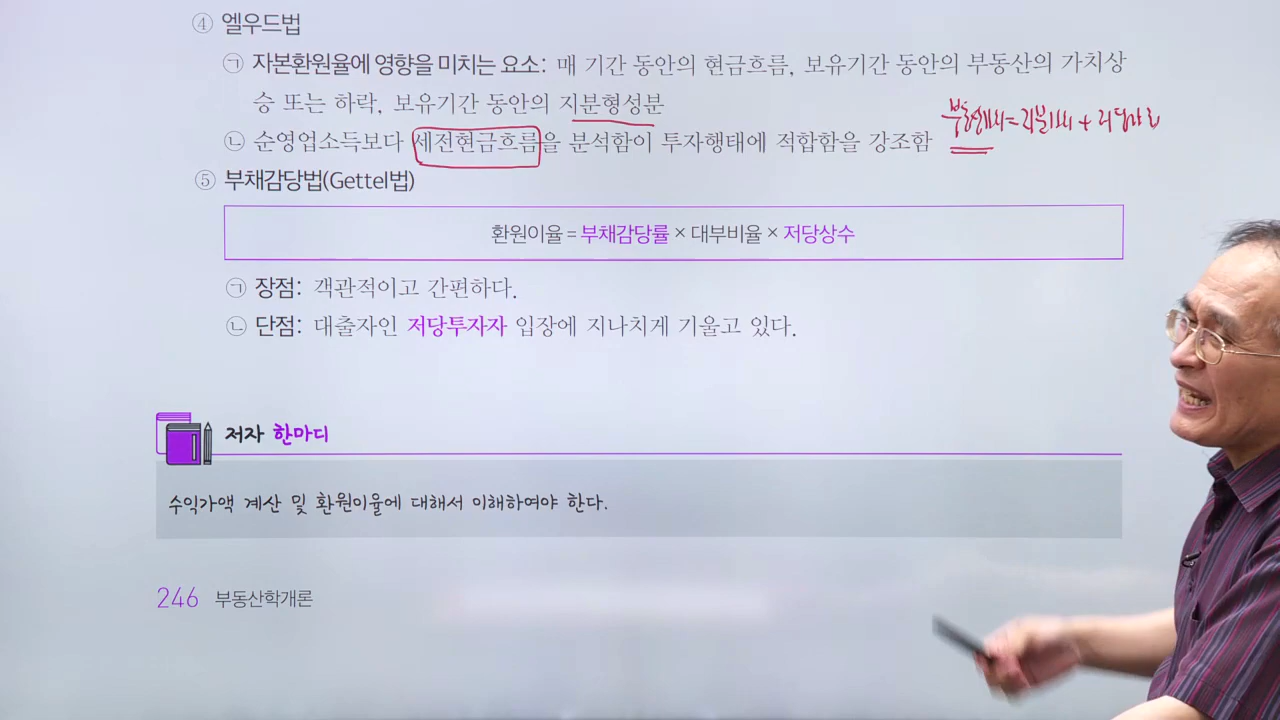 ④ 엘우드법
㉠ 자본환원율에 영향을 미치는 요소: 매 기간 동안의 현금흐름, 보유기간 동안의 부동산의 가치상
승 또는 하락, 보유기간 동안의 지분형성분
㉡ 순영업소득보다 세전현금흐름을 분석함이 투자행태에 적합함을 강조함
⑤ 부채감당법(Gettel법)
환원이율 = 부채감당률 × 대부비율 × 저당상수
㉠ 장점: 객관적이고 간편하다.
㉡ 단점: 대출자인 저당투자자 입장에 지나치게 기울고 있다.
저자 한마디
수익가액 계산 및 환원이율에 대해서 이해하여야 한다.
246 부동산학개론